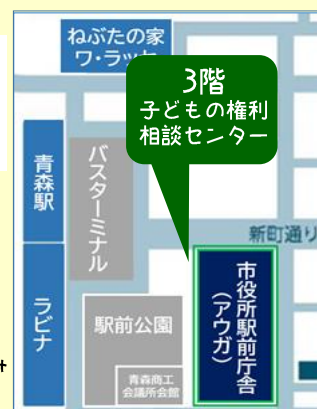 ねぶたの家
ワ・ラッセ
3階
子どもの権利
相談センター
青森駅
バスターミナル
新町通り
ラビナ
駅前公園
市役所駅前庁舎
(アウガ)
青森商工
会議所会館